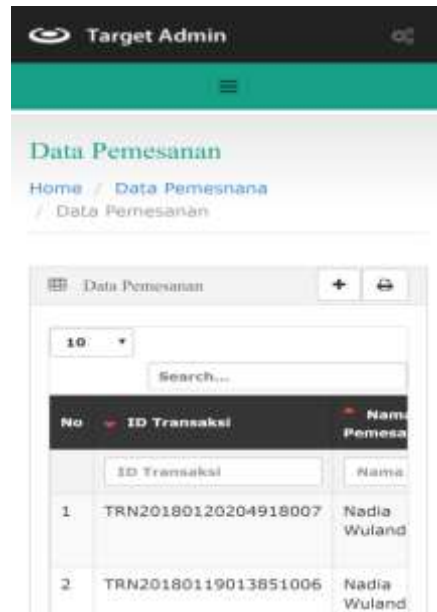 Target Admin
Data Pemesanan
Home / Data Pemesnana
/ Data Pemesanan
Data Pemesanan
10
Search...
No ID Transaksi Nama
Pemesa
ID Transaksi Nama
1 TRN20180120204918007 Nadia
Wuland
2 TRN20180119013851006 Nadia
Wuland